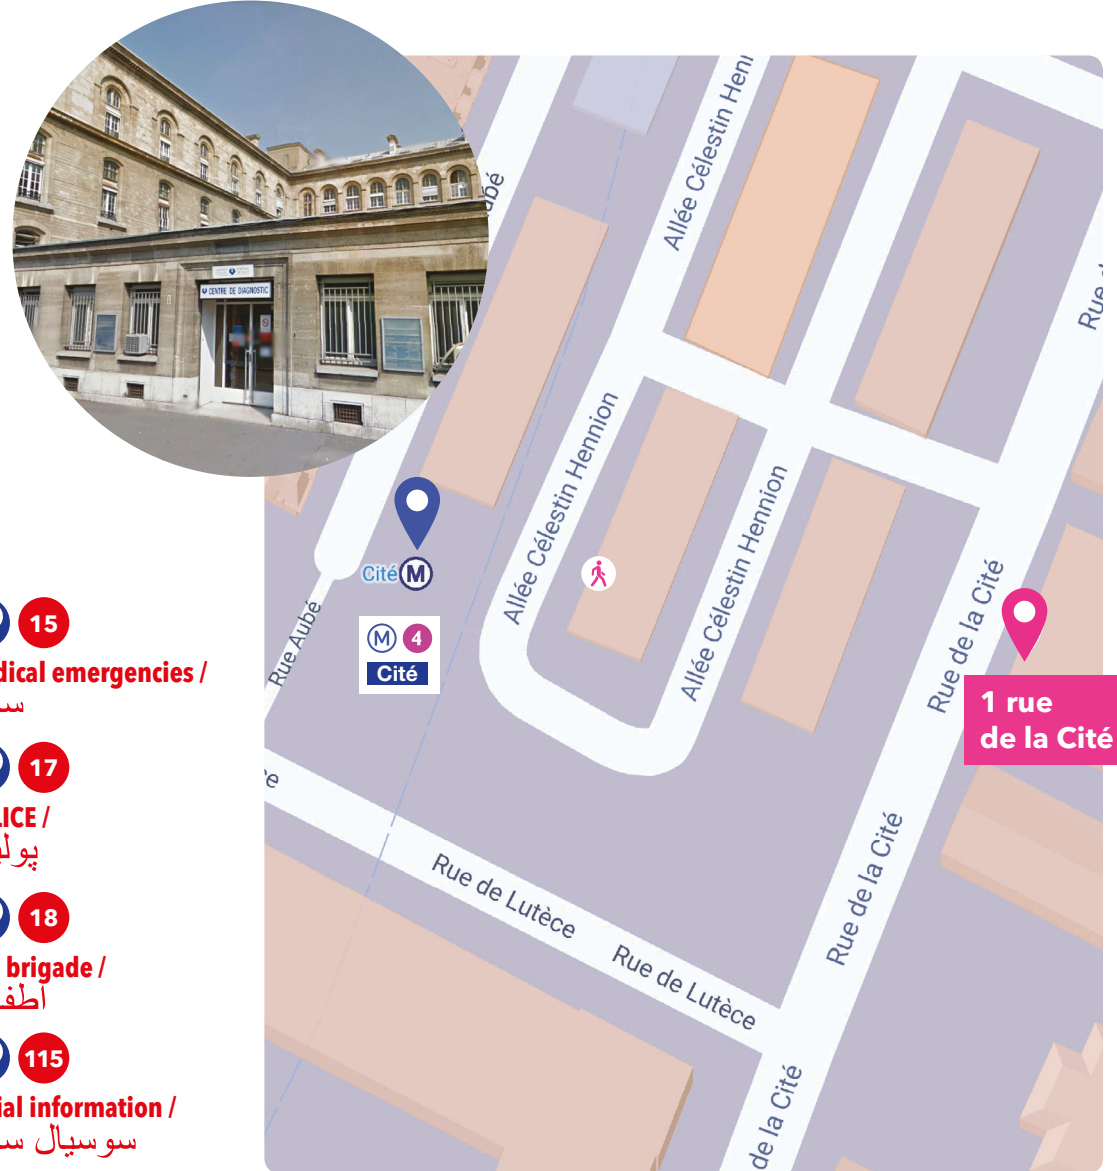 CENTRE DE DIAGNOSTIC
Allée Célestin Henn
Allée Célestin Hennion
Allée Célestin Hennion
Cité
M
M 4
Cité
Rue Aubé
Rue de la Cité
1 rue
de la Cité
Rue de la Cité
Rue de Lutèce
Rue de Lutèce
de la Cité
15
dical emergencies /
17
LICE /
18
brigade /
115
ial information /
سوسیال